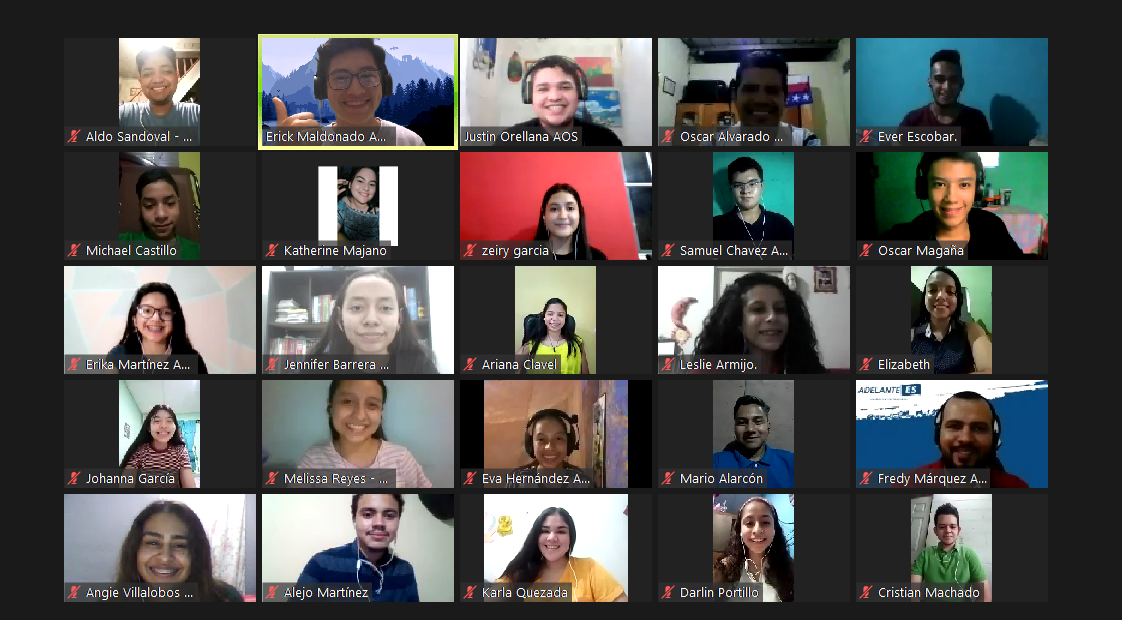 Aldo Sandoval - ...
Erick Maldonado A...
Justin Orellana AOS
Oscar Alvarado ...
Ever Escobar.
Michael Castillo
Katherine Majano
zeiry garcia
Samuel Chavez A...
Oscar Magaña
Erika Martínez A...
Jennifer Barrera ...
Ariana Clavel
Leslie Armijo.
Elizabeth
Johanna García
Melissa Reyes - ...
Eva Hernández A...
Mario Alarcón
ADELANTE ES
Fredy Márquez A...
Angie Villalobos ...
Alejo Martínez
Karla Quezada
Darlin Portillo
Cristian Machado